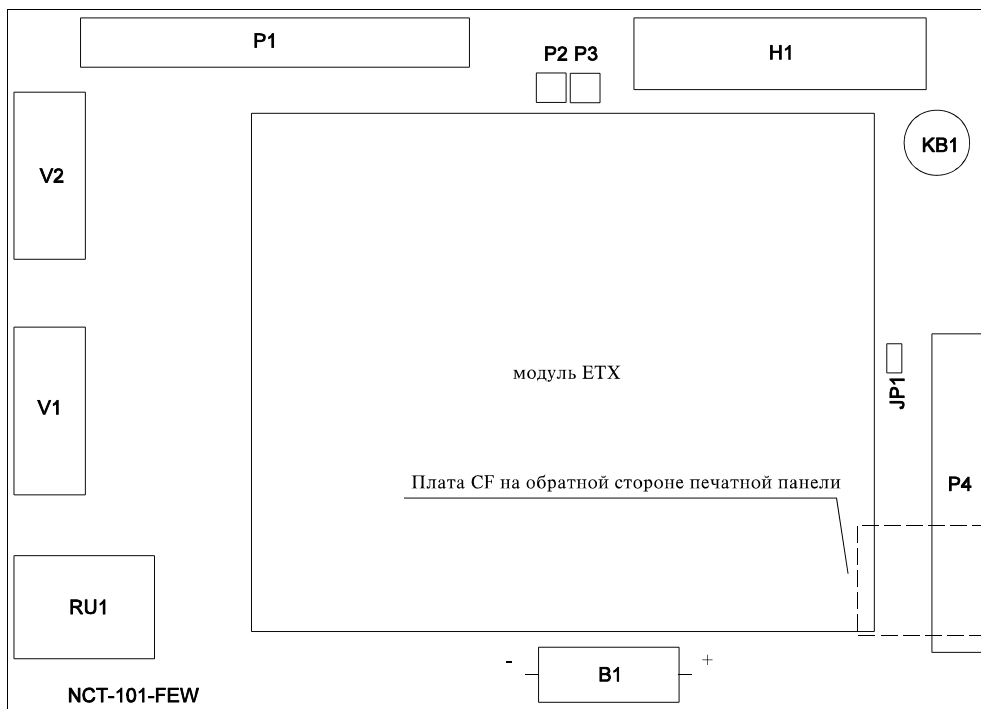 P1
P2 P3
H1
V2
KB1
модуль ETX
JP1
V1
Плата CF на обратной стороне печатной панели
P4
RU1
- B1 +
NCT-101-FEW